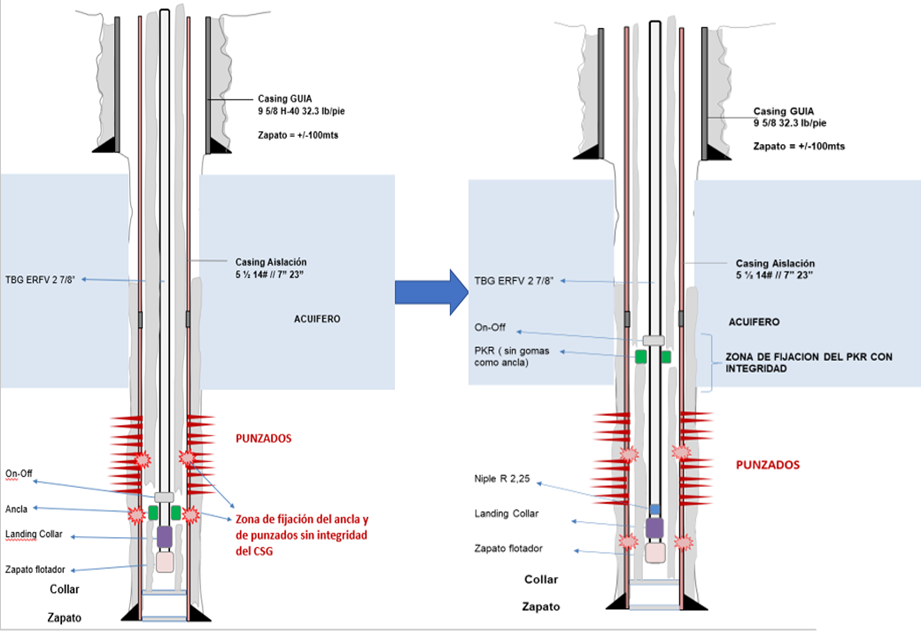 Casing GUIA
9 5/8 H-40 32.3 lb/pie
Zapato = +/-100mts
Casing Aislación
5 ½ 14# // 7" 23"
TBG ERFV 2 7/8"
ACUIFERO
PUNZADOS
On-Off
Ancla
Landing Collar
Zapato flotador
Zona de fijación del ancla y
de punzados sin integridad
del CSG
Collar
Zapato
Casing GUIA
9 5/8 32.3 lb/pie
Zapato = +/-100mts
Casing Aislación
5 ½ 14# // 7" 23"
TBG ERFV 2 7/8"
On-Off
PKR ( sin gomas
como ancla)
ACUIFERO
ZONA DE FIJACION DEL PKR CON
INTEGRIDAD
PUNZADOS
Niple R 2,25
Landing Collar
Zapato flotador
Collar
Zapato